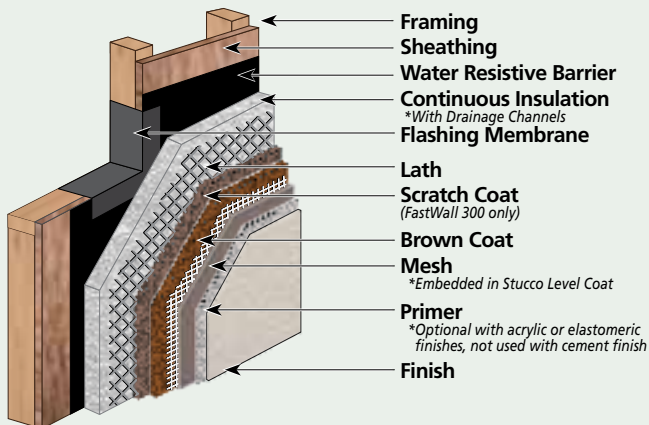 Framing
Sheathing
Water Resistive Barrier
Continuous Insulation
*With Drainage Channels
Flashing Membrane
Lath
Scratch Coat
(FastWall 300 only)
Brown Coat
Mesh
*Embedded in Stucco Level Coat
Primer
*Optional with acrylic or elastomeric
finishes, not used with cement finish
Finish